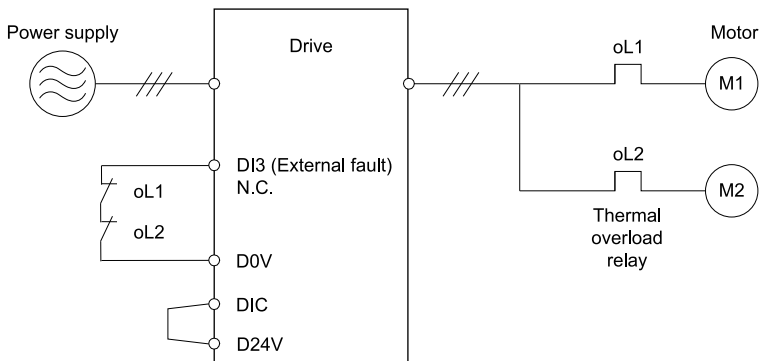 Power supply
Drive
oL1
Motor
M1
DI3 (External fault)
N.C.
oL1
oL2
oL2
M2
Thermal
overload
relay
D0V
DIC
D24V